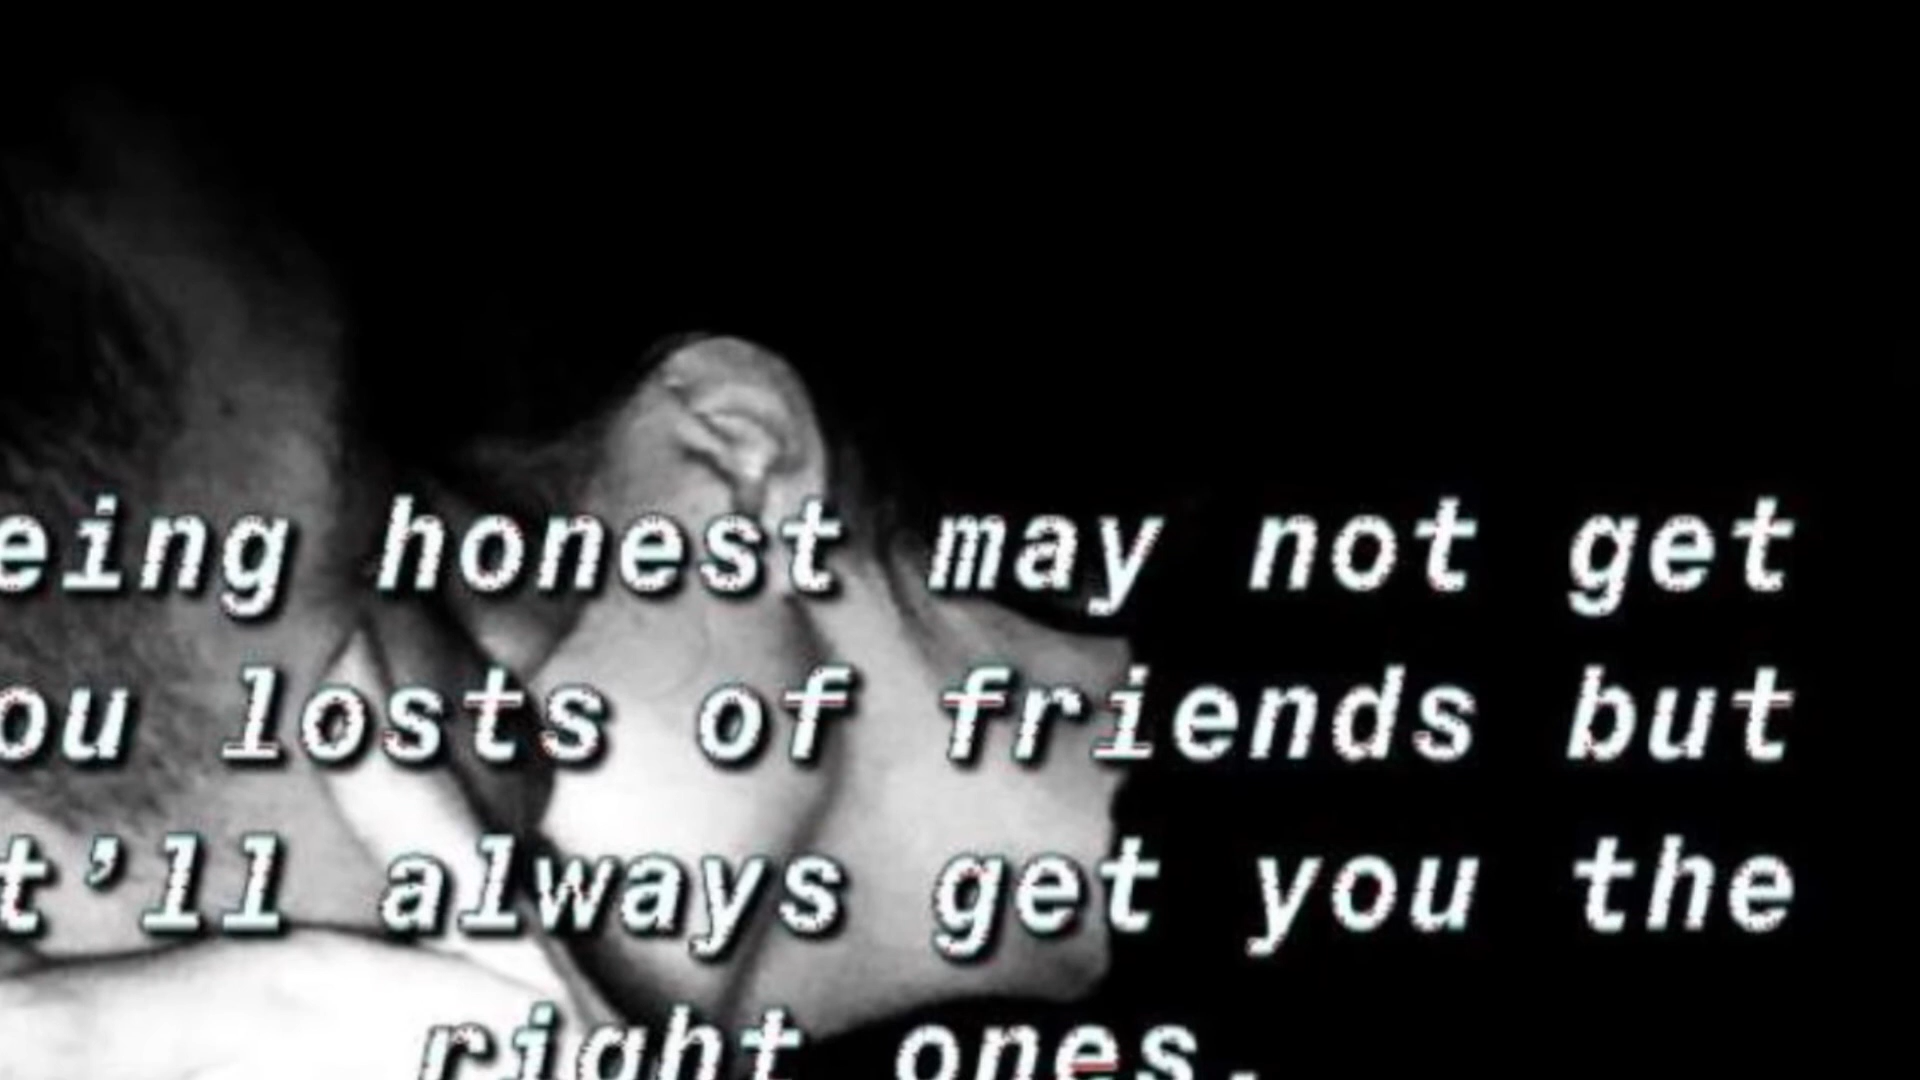 eing honest may not get
ou losts of friends but
t’ll always get you the
right ones.